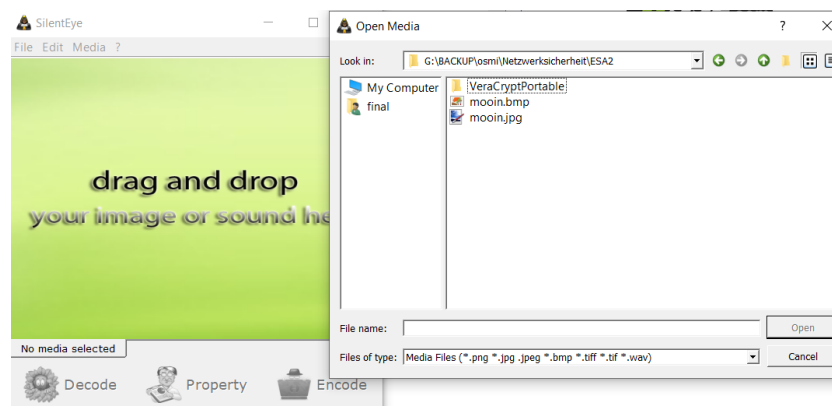 SilentEye
File Edit Media ?
drag and drop
your image or sound he
No media selected
Decode
Property
Encode
Open Media
?
Look in:
G:\BACKUP\osmi\Netzwerksicherheit\ESA2
My Computer
final
VeraCryptPortable
mooin.bmp
mooin.jpg
File name:
Open
Files of type:
Media Files (*.png *.jpg .jpeg *.bmp *.tiff *.tif *.wav)
Cancel